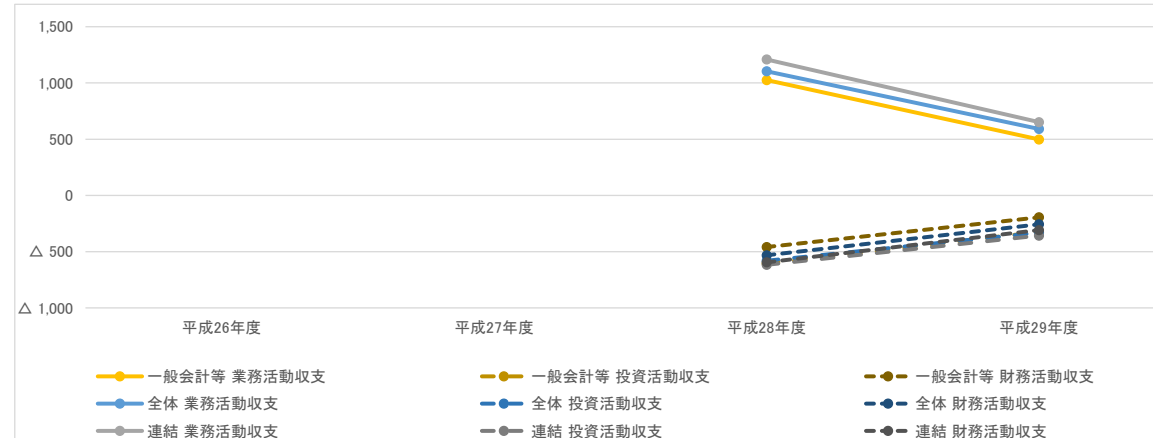 1,500
1,000
500
0
△ 500
△ 1,000
平成26年度 平成27年度 平成28年度 平成29年度
一般会計等 業務活動収支 一般会計等 投資活動収支 一般会計等 財務活動収支
全体 業務活動収支 全体 投資活動収支 全体 財務活動収支
連結 業務活動収支 連結 投資活動収支 連結 財務活動収支